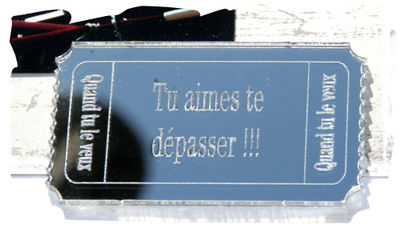 Quand tu le veux
Tu aimes te
dépasser !!!
Quand tu le veux